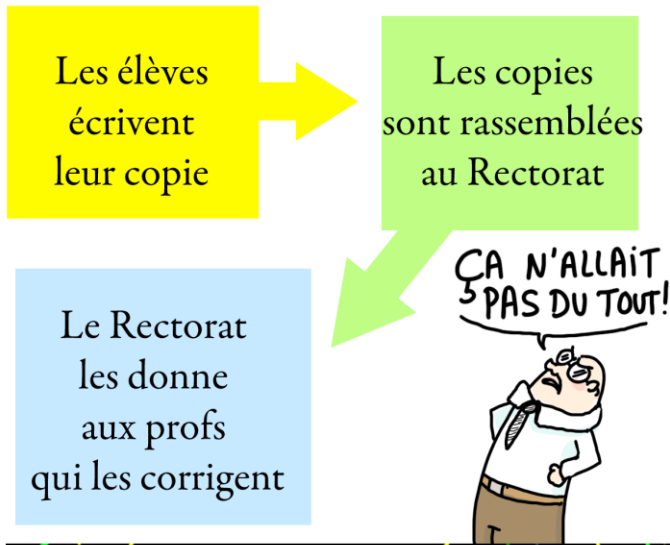 Les élèves
écrivent
leur copie
Les copies
sont rassemblées
au Rectorat
Le Rectorat
les donne
aux profs
qui les corrigent
ÇA N'ALLAIT
PAS DU TOUT!